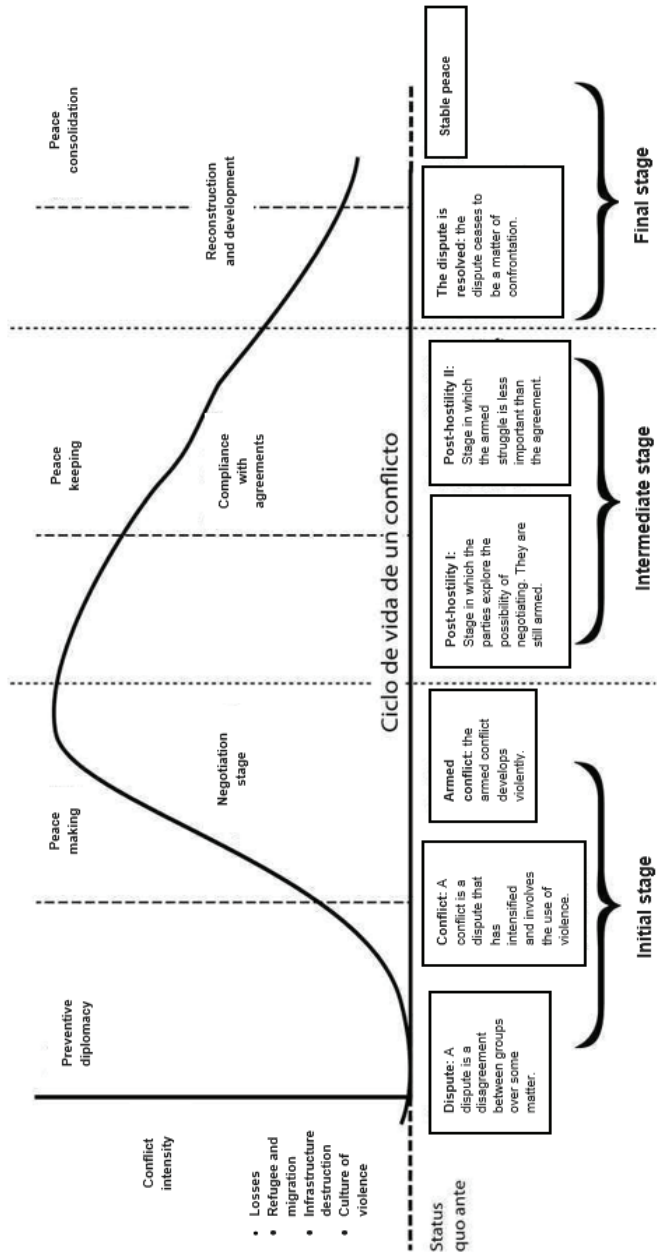 Preventive
diplomacy
Peace
making
Peace
keeping
Peace
consolidation
Conflict
intensity
Negotiation
stage
Compliance
with
agreements
Reconstruction
and development
• Losses
• Refugee and
migration
• Infrastructure
destruction
• Culture of
violence
Ciclo de vida de un conflicto
Status
quo ante
Dispute: A
dispute is a
disagreement
between groups
over some
matter.
Conflict: A
conflict is a
dispute that
has
intensified
and involves
the use of
violence.
Armed
conflict: the
armed conflict
develops
violently.
Post-hostility I:
Stage in which the
parties explore the
possibility of
negotiating. They are
still armed.
Post-hostility II:
Stage in which
the armed
struggle is less
important than
the agreement.
The dispute is
resolved: the
dispute ceases to
be a matter of
confrontation.
Stable peace
Initial stage
Intermediate stage
Final stage